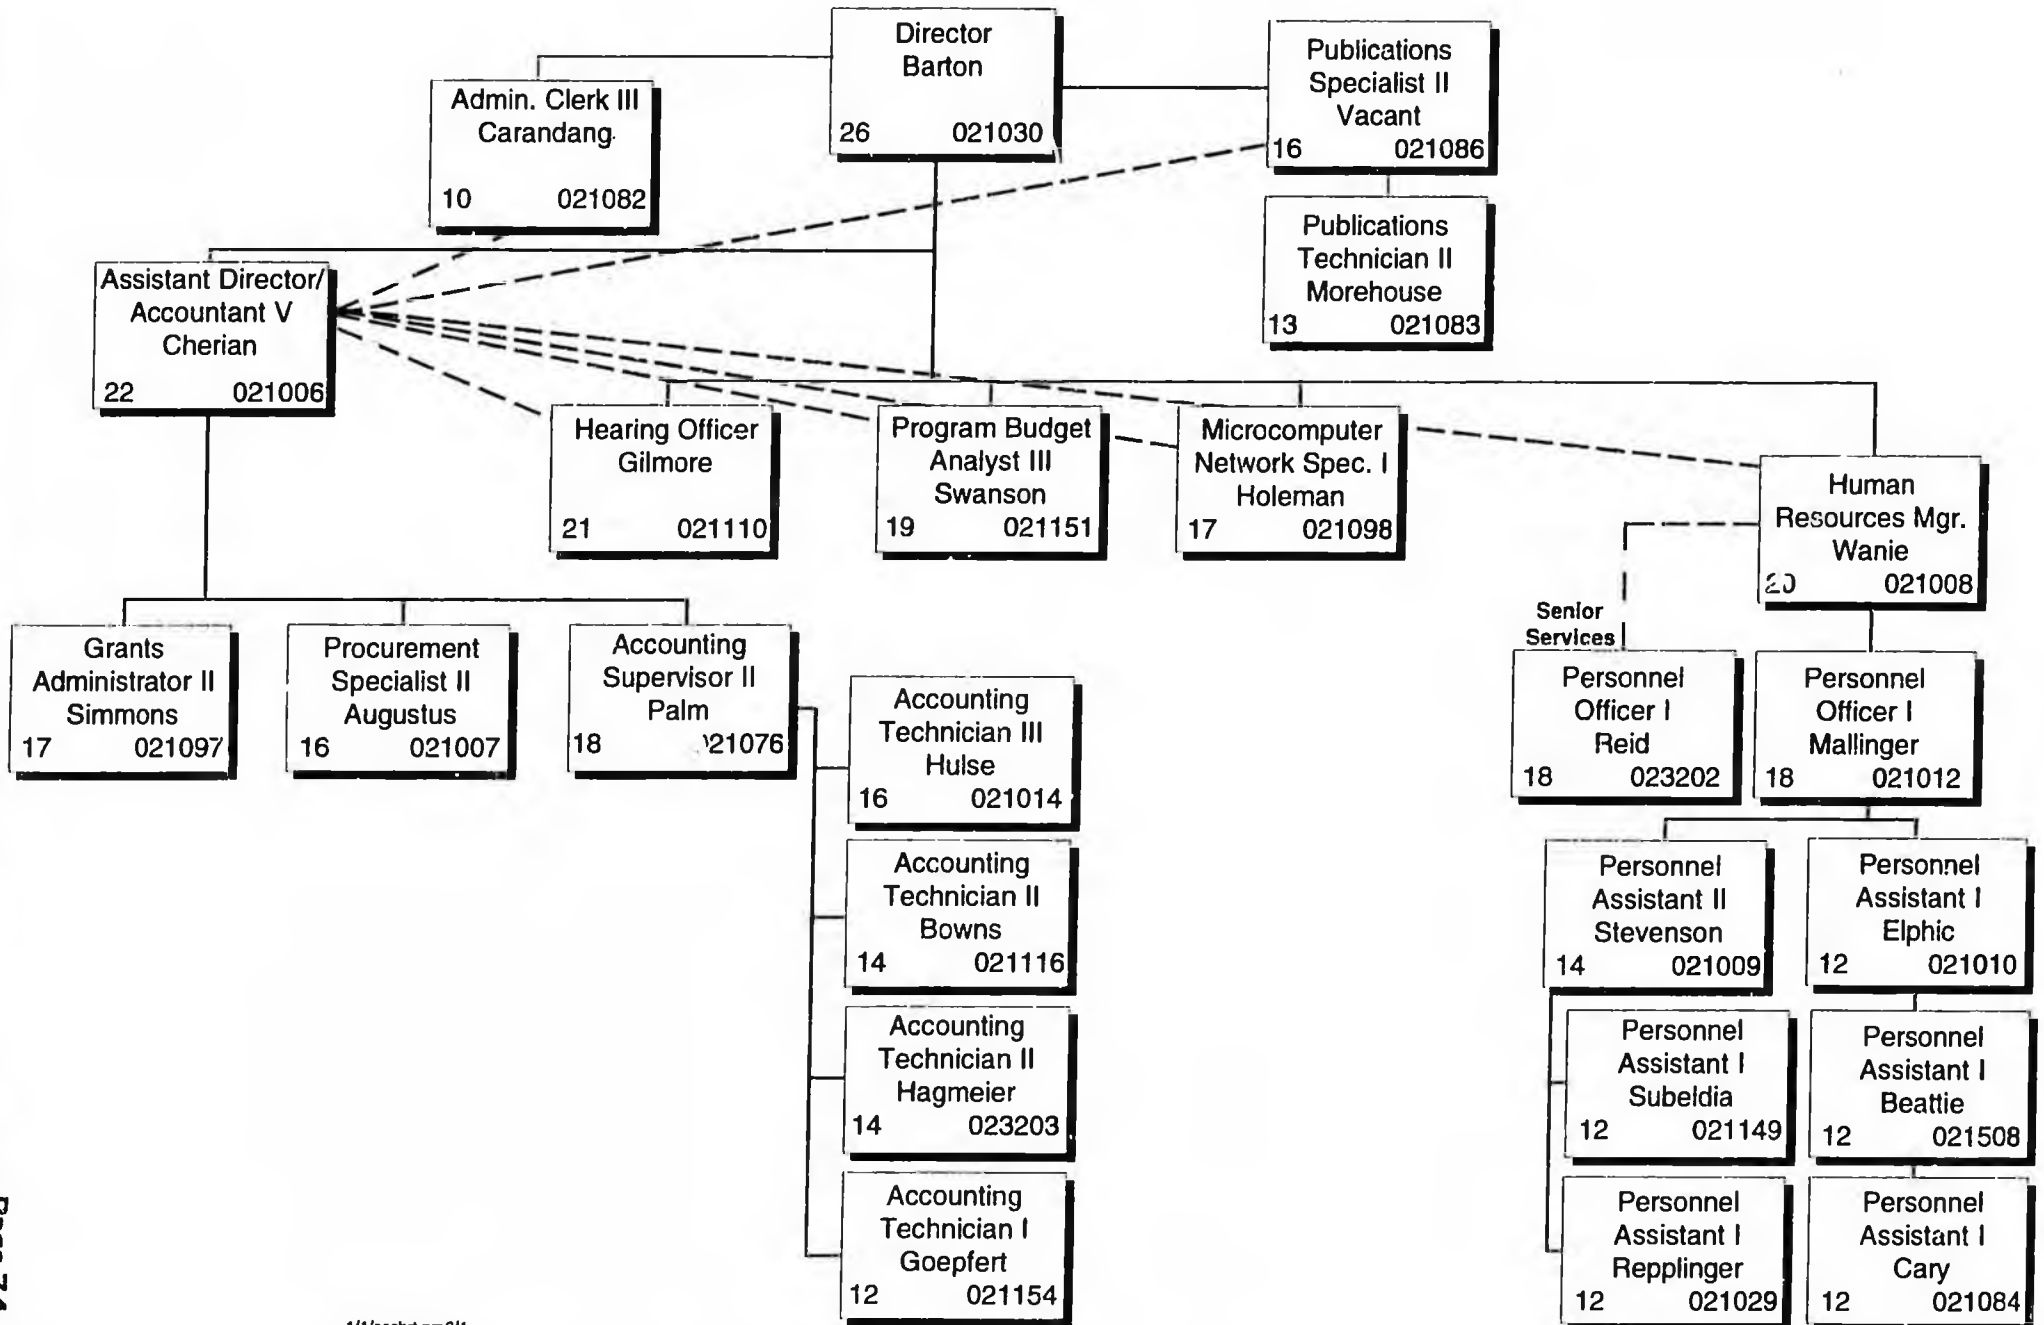 Director
Barton
26 021030
Publications
Specialist II
Vacant
16 021086
Admin. Clerk III
Carandang
10 021082
Publications
Technician II
Morehouse
13 021083
Assistant Director/
Accountant V
Cherian
22 021006
Hearing Officer
Gilmore
21 021110
Program Budget
Analyst III
Swanson
19 021151
Microcomputer
Network Spec. I
Holeman
17 021098
Human
Resources Mgr.
Wanie
20 021008
Grants
Administrator II
Simmons
17 021097
Procurement
Specialist II
Augustus
16 021007
Accounting
Supervisor II
Palm
18 21076
Senior
Services
Personnel
Officer I
Reid
18 023202
Personnel
Officer I
Mallinger
18 021012
Accounting
Technician III
Hulse
16 021014
Accounting
Technician II
Bowns
14 021116
Accounting
Technician II
Hagmeier
14 023203
Accounting
Technician I
Goepfert
12 021154
Personnel
Assistant II
Stevenson
14 021009
Personnel
Assistant I
Elphic
12 021010
Personnel
Assistant I
Subeldia
12 021149
Personnel
Assistant I
Beattie
12 021508
Personnel
Assistant I
Repplinger
12 021029
Personnel
Assistant I
Cary
12 021084